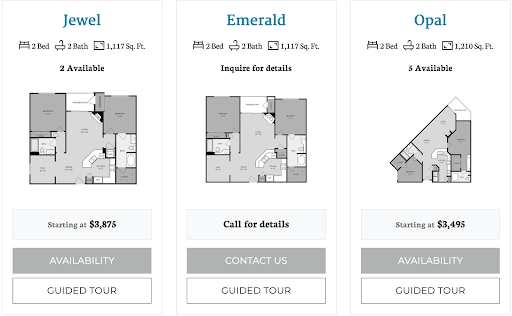 Jewel
2 Bed 2 Bath 1,117 Sq. Ft.
2 Available
Starting at $3,875
AVAILABILITY
GUIDED TOUR
Emerald
2 Bed 2 Bath 1,117 Sq. Ft.
Inquire for details
Call for details
CONTACT US
GUIDED TOUR
Opal
2 Bed 2 Bath 1,210 Sq. Ft.
5 Available
Starting at $3,495
AVAILABILITY
GUIDED TOUR